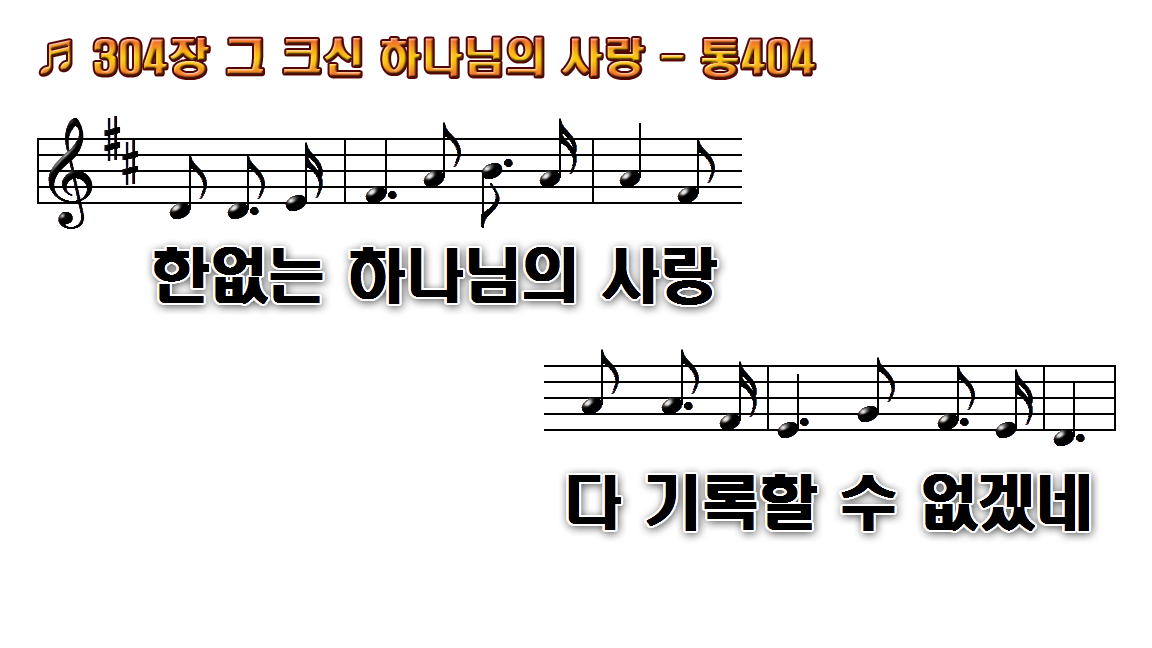 ♬ 304장 그 크신 하나님의 사랑 - 통404
한없는 하나님의 사랑
다 기록할 수 없겠네